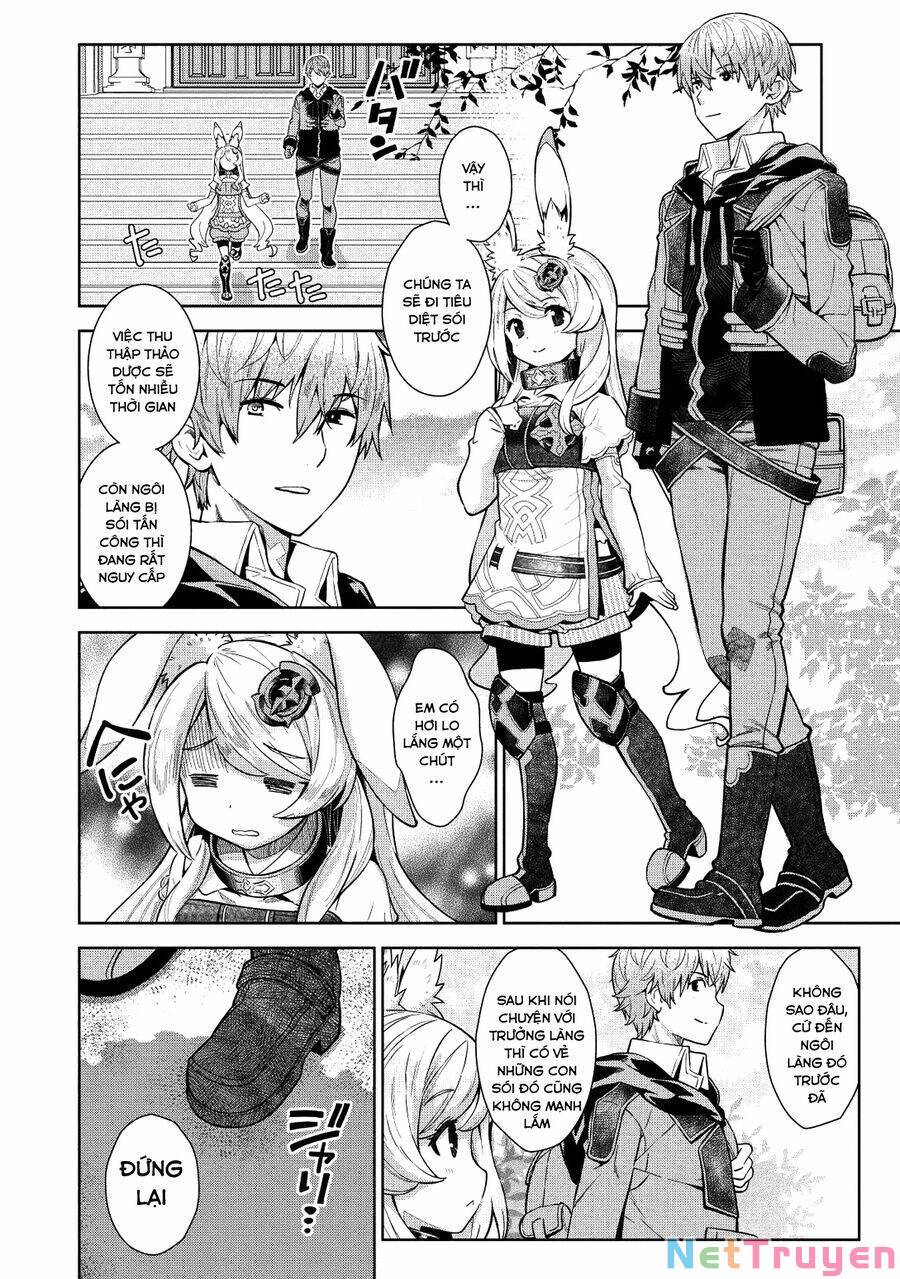 バタン
たっ
たた
VẬY
THÌ
...
CHÚNG TA
SẼ ĐI TIÊU
DIỆT SÓI
TRƯỚC
VIỆC THU
THẬP THẢO
DƯỢC SẼ
TỐN NHIỀU
THỜI GIAN
CÒN NGÔI
LÀNG BỊ
SÓI TẤN
CÔNG THÌ
ĐANG RẤT
NGUY CẤP
EM CÓ
HƠI LO
LẮNG MỘT
CHÚT
...
へにゃ
KHÔNG
SAO ĐÂU,
CỨ ĐẾN
NGÔI
LÀNG ĐÓ
TRƯỚC
ĐÃ
SAU KHI NÓI
CHUYỆN VỚI
TRƯỞNG LÀNG
THÌ CÓ VẺ
NHỮNG CON
SÓI ĐÓ CŨNG
KHÔNG MẠNH
LẮM
ジャリ…
ĐỨNG
LẠI
NetTruyen